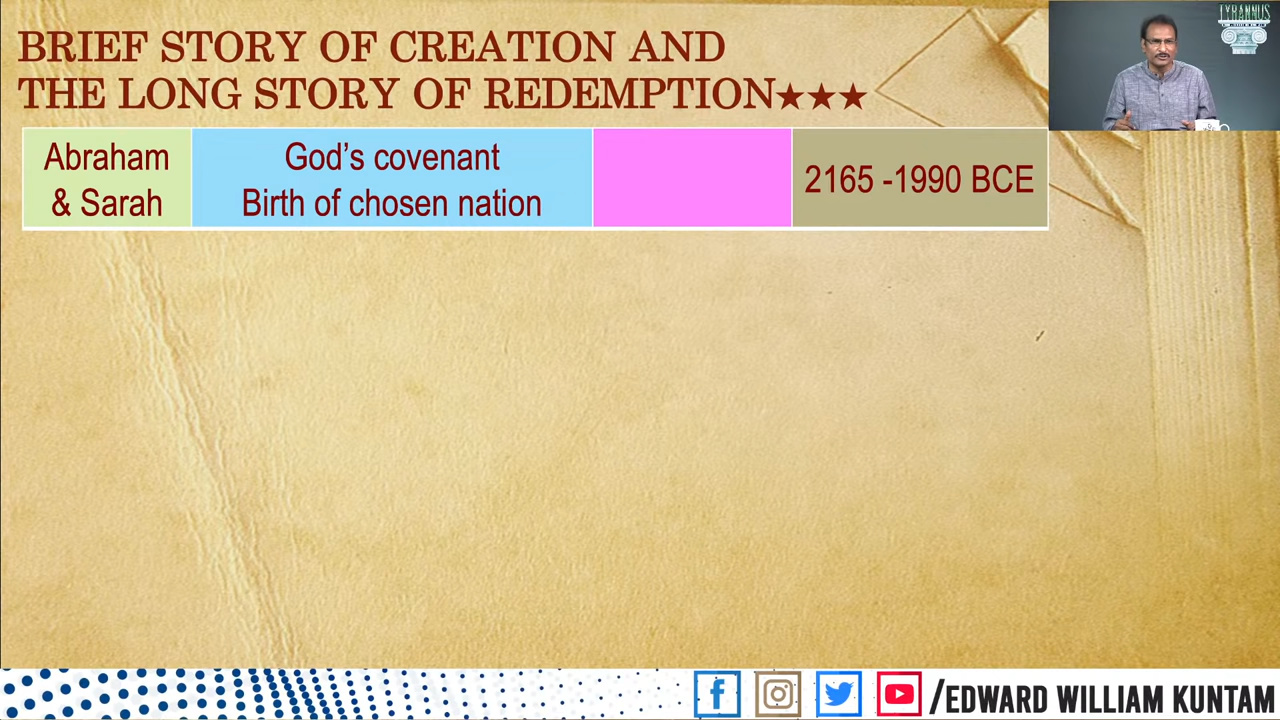 BRIEF STORY OF CREATION AND
THE LONG STORY OF REDEMPTION★★★
TYRANNUS
Abraham
& Sarah
God's covenant
Birth of chosen nation
2165 -1990 BCE
/EDWARD WILLIAM KUNTAM